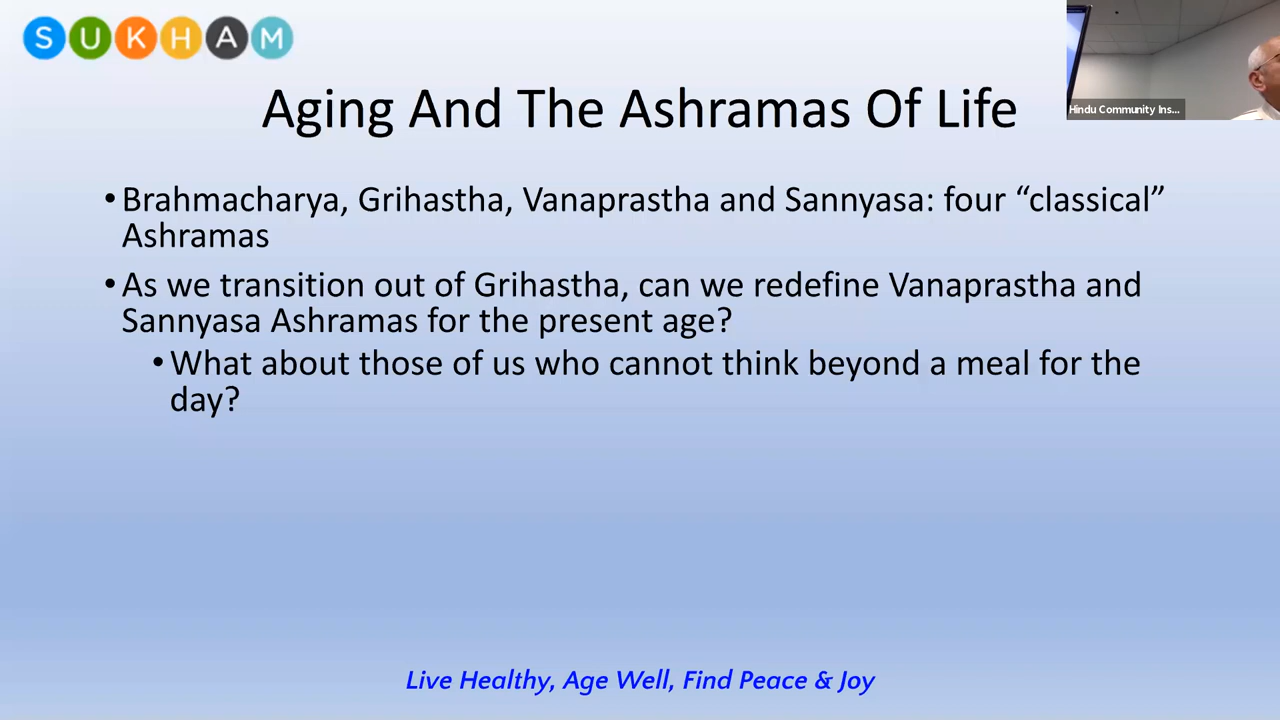 SUKHAM
Aging And The Ashramas Of Life
Hindu Community Ins...
•Brahmacharya, Grihastha, Vanaprastha and Sannyasa: four “classical”
Ashramas
•As we transition out of Grihastha, can we redefine Vanaprastha and
Sannyasa Ashramas for the present age?
•What about those of us who cannot think beyond a meal for the
day?
Live Healthy, Age Well, Find Peace & Joy